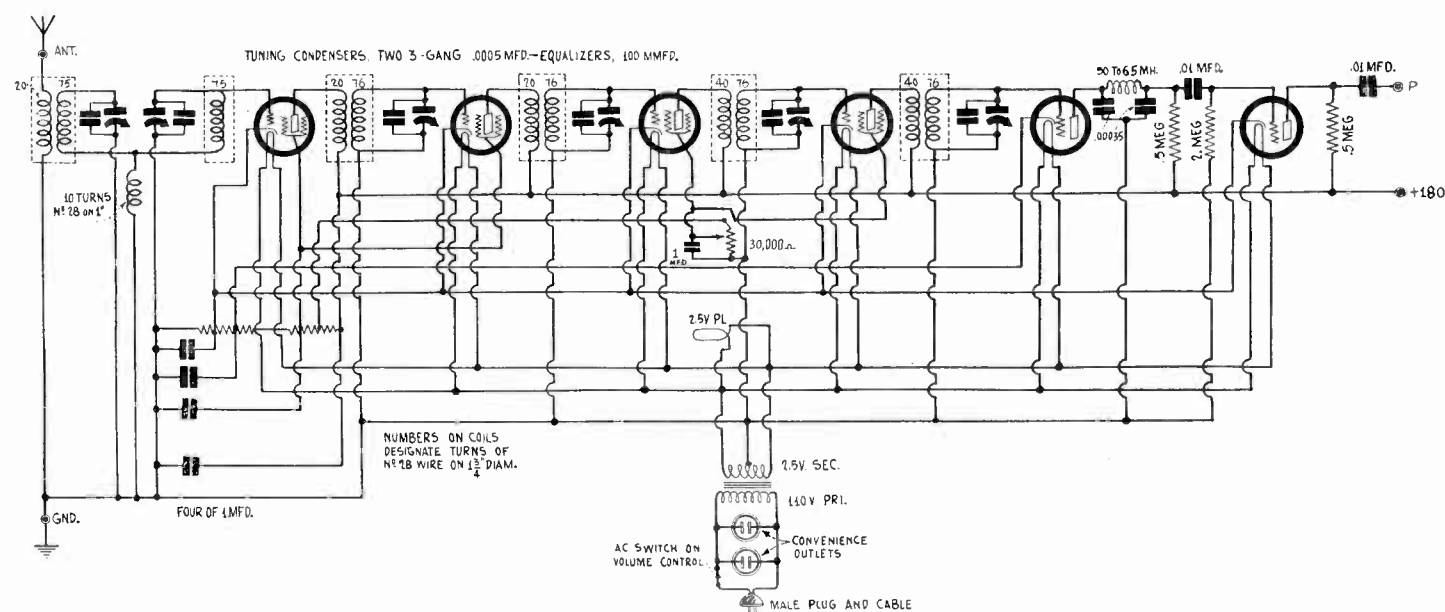 ANT.
TUNING CONDENSERS. TWO 3-GANG .0005 MFD.—EQUALIZERS, 100 MMFD.
50 TO 65 MH.
.01 MFD.
.01 MFD.
20
75
75
20
76
20
76
40
76
40
76
P
.00035
.5 MEG
2. MEG
.5 MEG
10 TURNS
Nº 28 ON 1"
+180
30,000 Ω
1
MFD
2.5V PL
NUMBERS ON COILS
DESIGNATE TURNS OF
Nº 28 WIRE ON 1 3/4" DIAM.
2.5V. SEC.
110V PRI.
FOUR OF 1 MFD.
GND.
CONVENIENCE
OUTLETS
AC SWITCH ON
VOLUME CONTROL
MALE PLUG AND CABLE